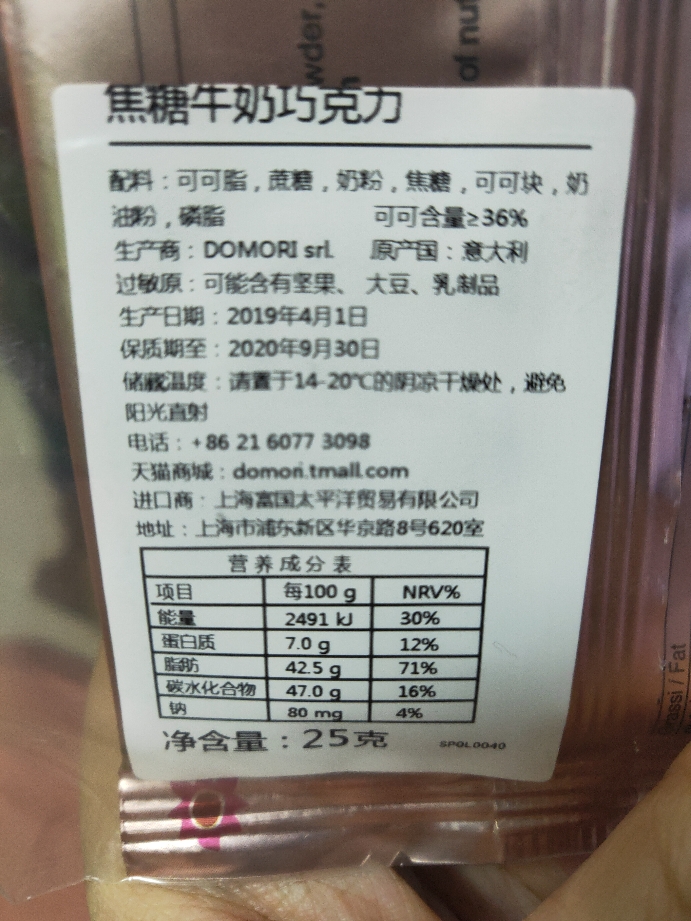 wder,
of nut
焦糖牛奶巧克力
配料：可可脂，蔗糖，奶粉，焦糖，可可块，奶
油粉，磷脂 可可含量≥36%
生产商：DOMORI srl. 原产国：意大利
过敏原：可能含有坚果、大豆、乳制品
生产日期：2019年4月1日
保质期至：2020年9月30日
储藏温度：请置于14-20℃的阴凉干燥处，避免
阳光直射
电话：+86 21 6077 3098
天猫商城：domori.tmall.com
进口商：上海富国太平洋贸易有限公司
地址：上海市浦东新区华京路8号620室
营养成分表
项目 每100 g NRV%
能量 2491 kJ 30%
蛋白质 7.0 g 12%
脂肪 42.5 g 71%
碳水化合物 47.0 g 16%
钠 80 mg 4%
净含量：25克 SP0L0040
rassi / Fat